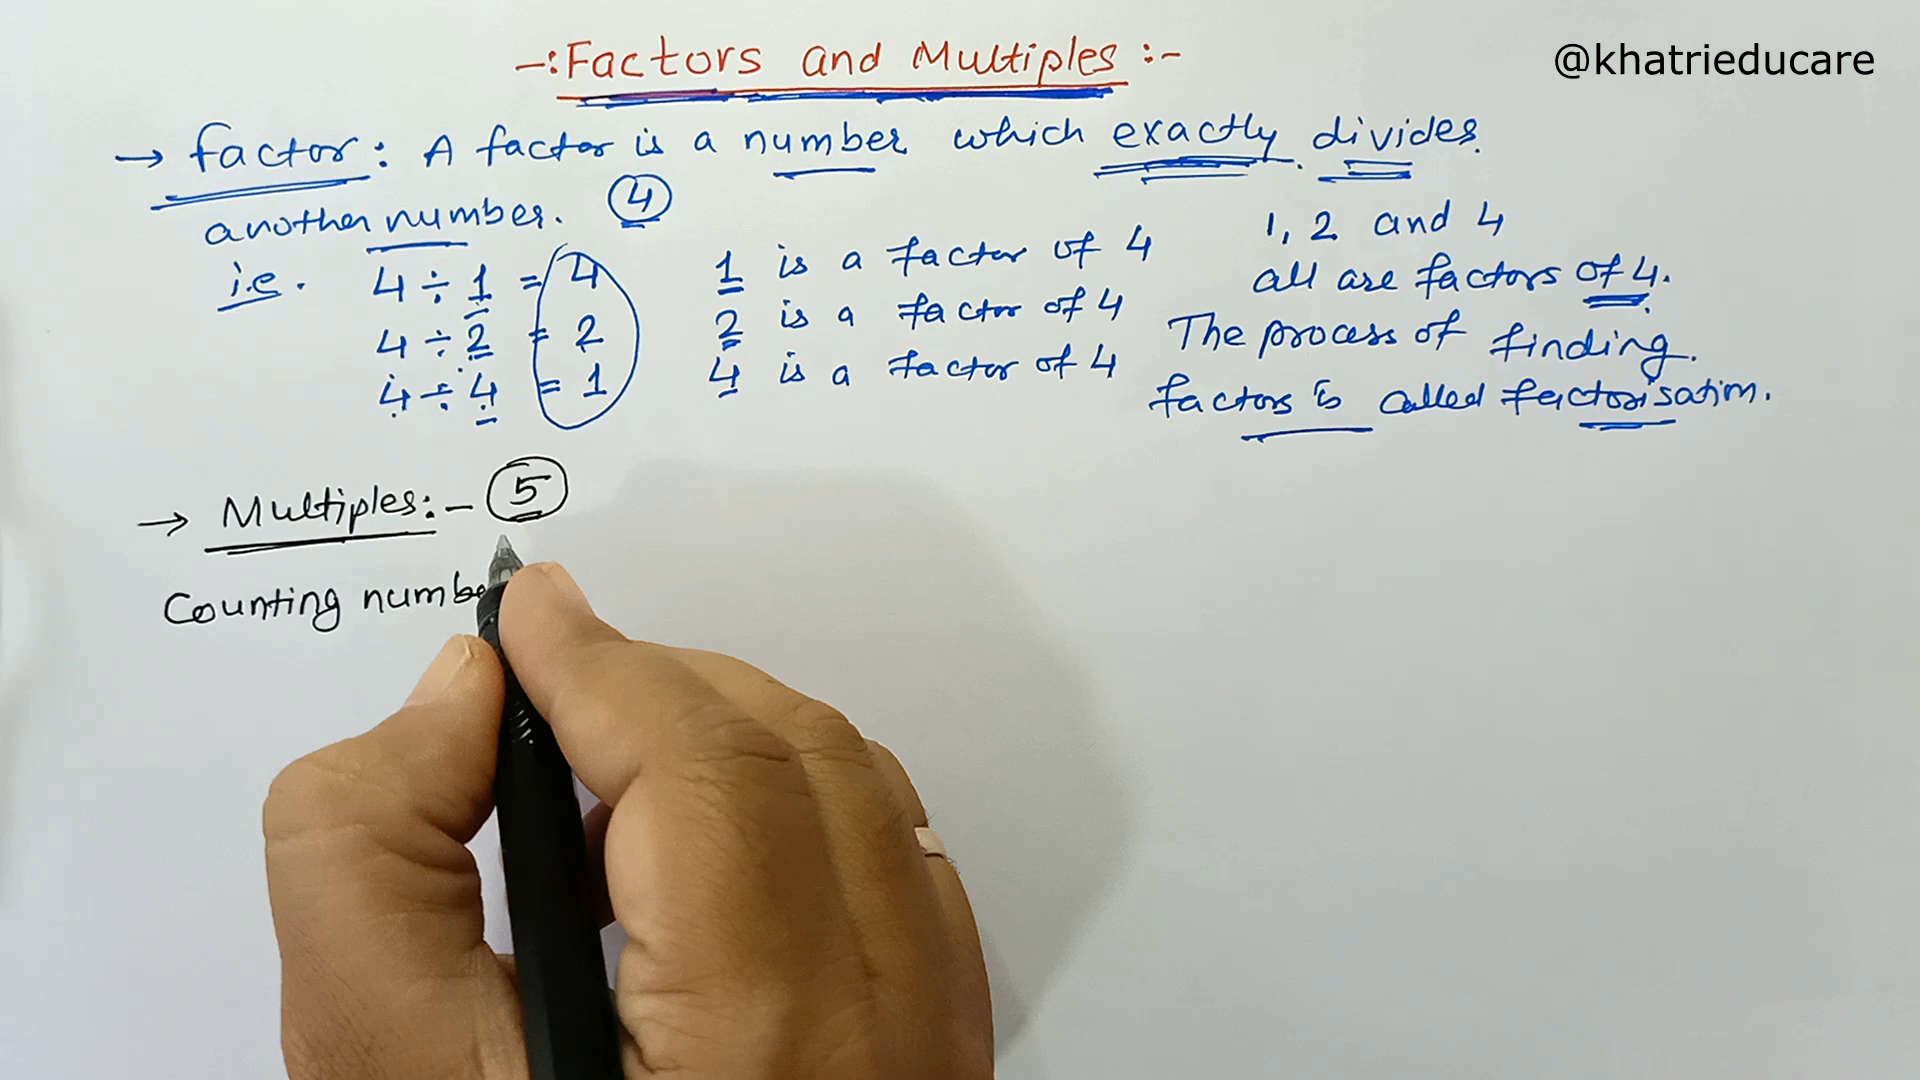 -:Factors and Multiples:-
@khatrieducare
→ factor: A factor is a number which exactly divides.
another number. 4
i.e. 4 ÷ 1 = 4
4 ÷ 2 = 2
4 ÷ 4 = 1
1 is a factor of 4
2 is a factor of 4
4 is a factor of 4
1, 2 and 4
all are factors of 4.
The process of finding.
factors is called factorisation.
→ Multiples:- 5
Counting numbe